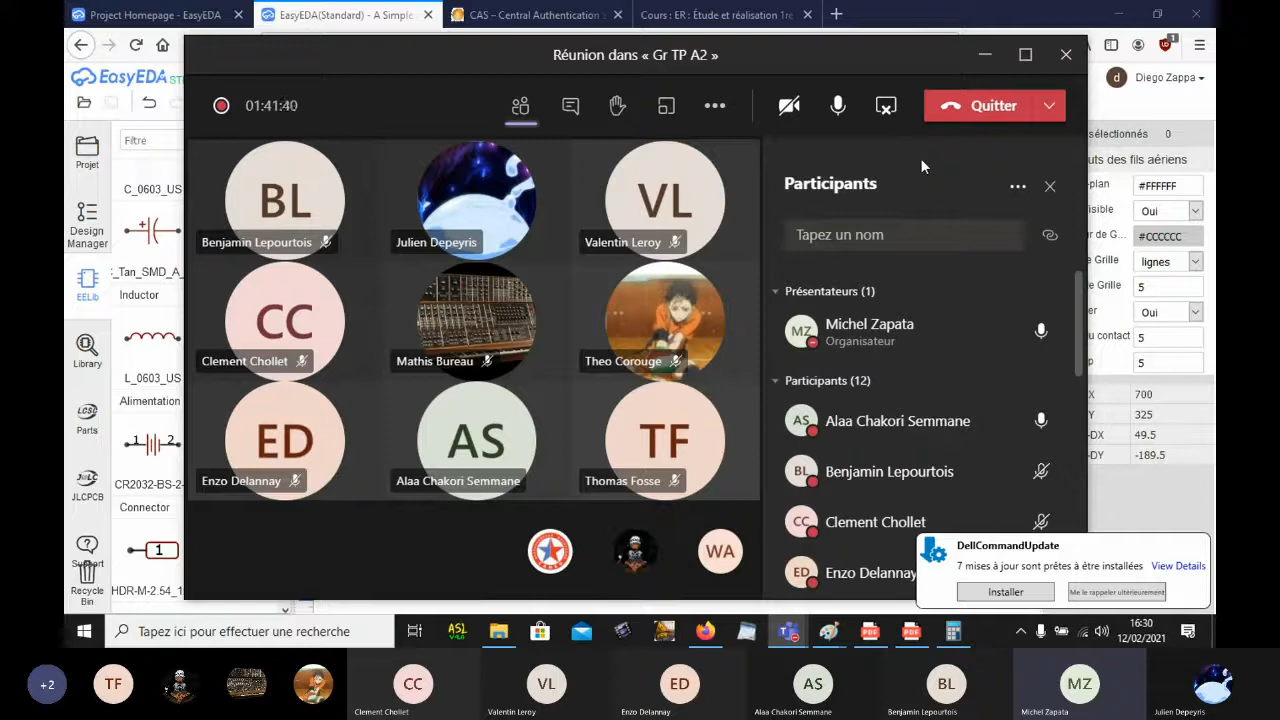 Project Homepage - EasyEDA
EasyEDA(Standard) - A Simple
CAS – Central Authentication
Cours : ER : Étude et réalisation 1re
EasyEDA
Diego Zappa
Réunion dans « Gr TP A2 »
01:41:40
Quitter
Projet
Design
Manager
EELib
Library
LCSC
Parts
JLCPCB
Support
Recycle
Bin
Filtre
C_0603_US
_Tan_SMD_A_
Inductor
L_0603_US
Alimentation
1
2
CR2032-BS-2-
Connector
1
HDR-M-2.54_1
BL
Benjamin Lepourtois
Julien Depeyris
VL
Valentin Leroy
CC
Clement Chollet
Mathis Bureau
Theo Corouge
ED
Enzo Delannay
AS
Alaa Chakori Semmane
TF
Thomas Fosse
WA
Participants
Tapez un nom
Présentateurs (1)
MZ
Michel Zapata
Organisateur
Participants (12)
AS
Alaa Chakori Semmane
BL
Benjamin Lepourtois
CC
Clement Chollet
ED
Enzo Delannay
sélectionnés 0
uts des fils aériens
-plan #FFFFFF
isible Oui
r de G... #CCCCCC
Grille lignes
Grille 5
Oui
u contact 5
p 5
X 700
Y 325
-DX 49.5
-DY -189.5
DellCommandUpdate
7 mises à jour sont prêtes à être installées View Details
Installer
Me le rappeler ultérieurement
Tapez ici pour effectuer une recherche
PDF
PDF
16:30
12/02/2021
+2
TF
CC
Clement Chollet
VL
Valentin Leroy
ED
Enzo Delannay
AS
Alaa Chakori Semmane
BL
Benjamin Lepourtois
MZ
Michel Zapata
Julien Depeyris